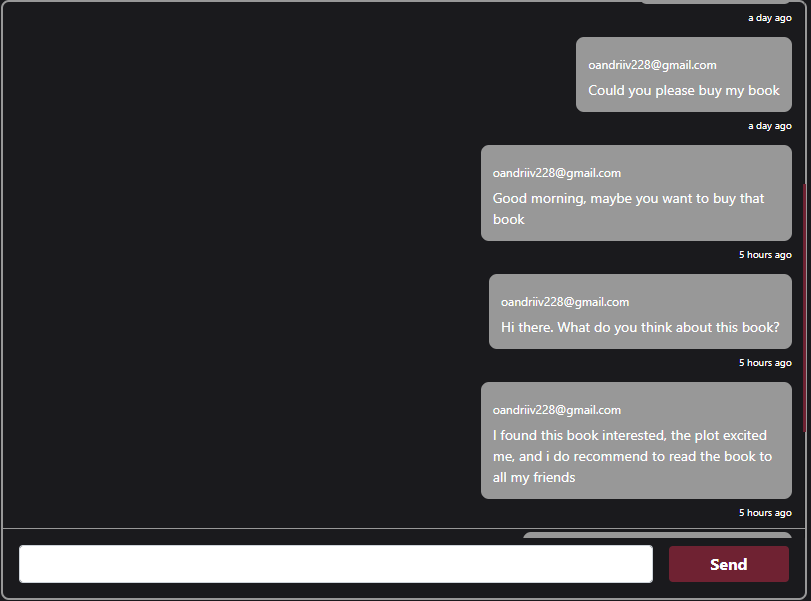 a day ago
oandriiv228@gmail.com
Could you please buy my book
a day ago
oandriiv228@gmail.com
Good morning, maybe you want to buy that
book
5 hours ago
oandriiv228@gmail.com
Hi there. What do you think about this book?
5 hours ago
oandriiv228@gmail.com
I found this book interested, the plot excited
me, and i do recommend to read the book to
all my friends
5 hours ago
Send